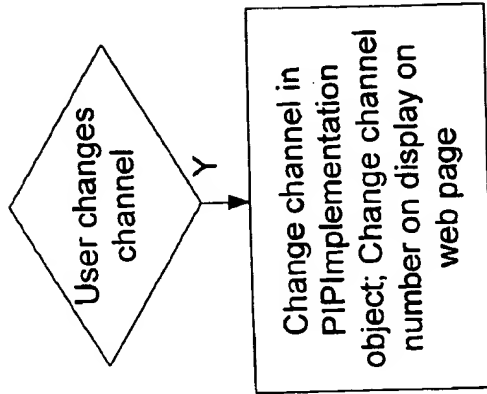 User changes
channel
Y
Change channel in
PIPImplementation
object; Change channel
number on display on
web page